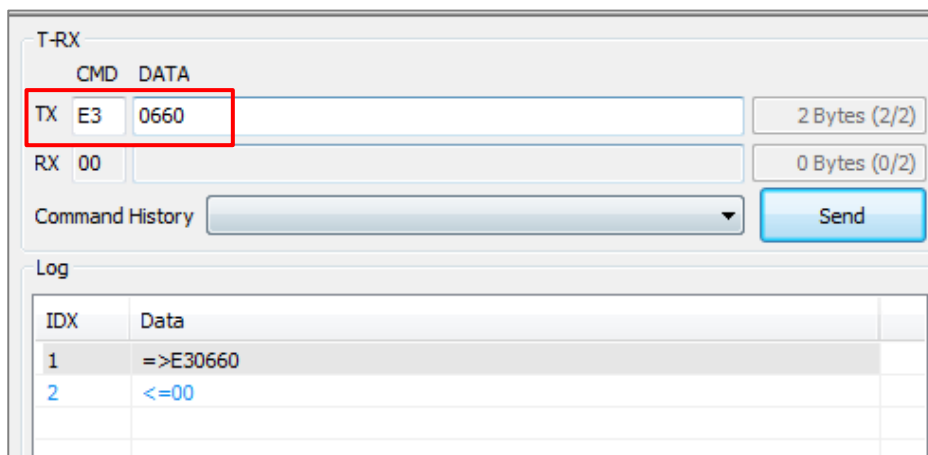 T-RX
CMD DATA
TX E3 0660 2 Bytes (2/2)
RX 00 0 Bytes (0/2)
Command History Send
Log
IDX Data
1 =>E30660
2 <=00